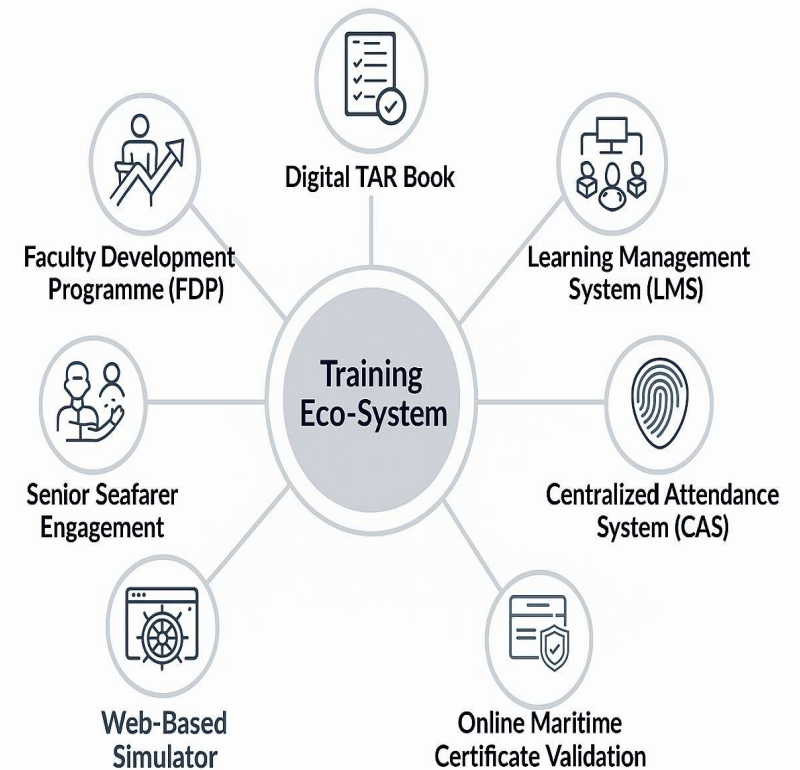 Digital TAR Book
Faculty Development
Programme (FDP)
Learning Management
System (LMS)
Training
Eco-System
Senior Seafarer
Engagement
Centralized Attendance
System (CAS)
Web-Based
Simulator
Online Maritime
Certificate Validation